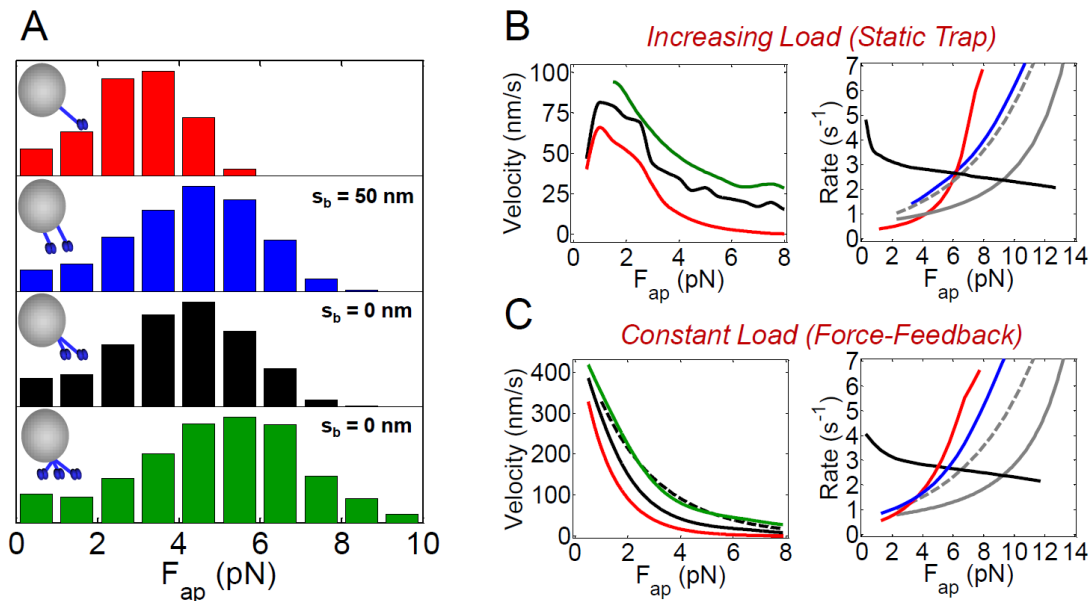 A
s_b = 50 nm
s_b = 0 nm
s_b = 0 nm
0 2 4 6 8 10
F_ap (pN)
B
Increasing Load (Static Trap)
Velocity (nm/s)
100
75
50
25
0
0 2 4 6 8
F_ap (pN)
Rate (s⁻¹)
7
6
5
4
3
2
1
0
0 2 4 6 8 10 12 14
F_ap (pN)
C
Constant Load (Force-Feedback)
Velocity (nm/s)
400
300
200
100
0
0 2 4 6 8
F_ap (pN)
Rate (s⁻¹)
7
6
5
4
3
2
1
0
0 2 4 6 8 10 12 14
F_ap (pN)